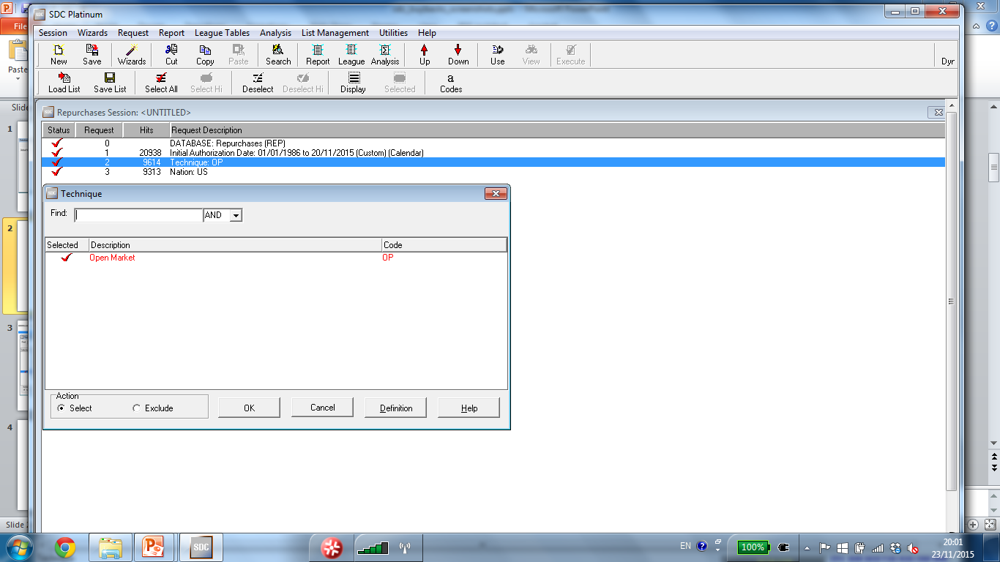 SDC Platinum
File
Session Wizards Request Report League Tables Analysis List Management Utilities Help
New Save Wizards Cut Copy Paste Search Report League Analysis Up Down Use View Execute Dyr
Paste
Load List Save List Select All Select Hi Deselect Deselect Hi Display Selected Codes
a
SDC
Repurchases Session: <UNTITLED>
Status Request Hits Request Description
0 DATABASE: Repurchases (REP)
1 20938 Initial Authorization Date: 01/01/1986 to 20/11/2015 (Custom) (Calendar)
2 9614 Technique: OP
3 9313 Nation: US
Technique
Find: AND
Selected Description Code
Open Market OP
Action
Select Exclude OK Cancel Definition Help
1
2
3
4
Slide
SDC
EN
100%
20:01
23/11/2015